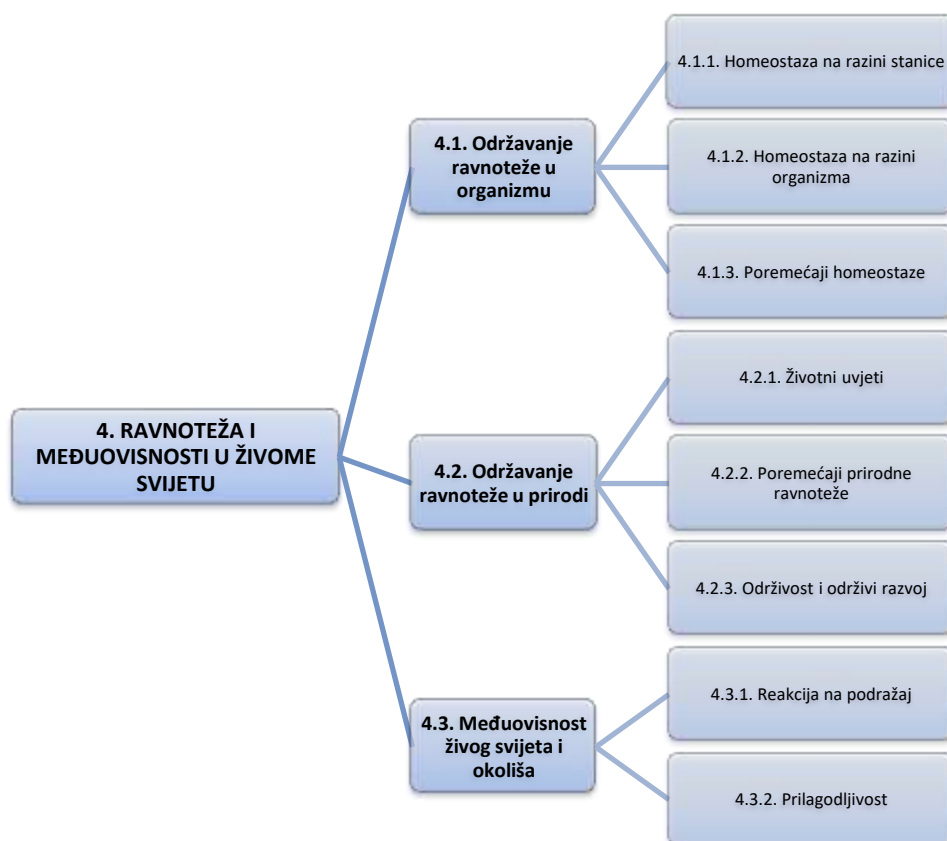 4. RAVNOTEŽA I
MEĐUOVISNOSTI U ŽIVOME
SVIJETU
4.1. Održavanje
ravnoteže u
organizmu
4.1.1. Homeostaza na razini stanice
4.1.2. Homeostaza na razini
organizma
4.1.3. Poremećaji homeostaze
4.2. Održavanje
ravnoteže u prirodi
4.2.1. Životni uvjeti
4.2.2. Poremećaji prirodne
ravnoteže
4.2.3. Održivost i održivi razvoj
4.3. Međuovisnost
živog svijeta i
okoliša
4.3.1. Reakcija na podražaj
4.3.2. Prilagodljivost